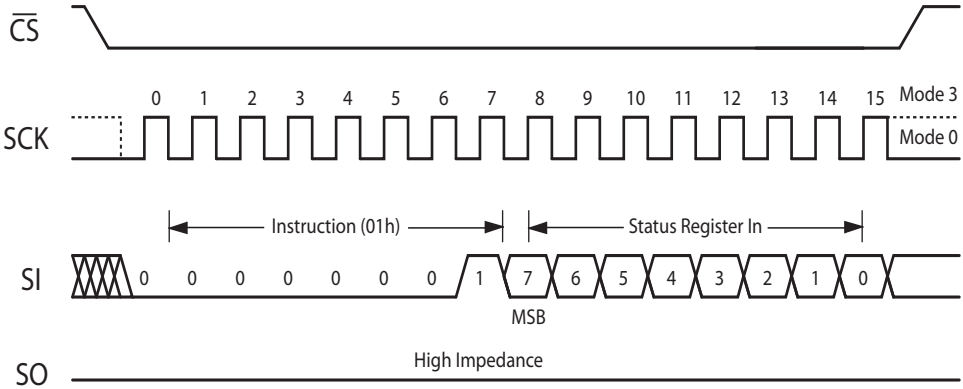 CS
0 1 2 3 4 5 6 7 8 9 10 11 12 13 14 15 Mode 3
SCK
Mode 0
Instruction (01h) Status Register In
SI 0 0 0 0 0 0 0 1 7 6 5 4 3 2 1 0
MSB
High Impedance
SO